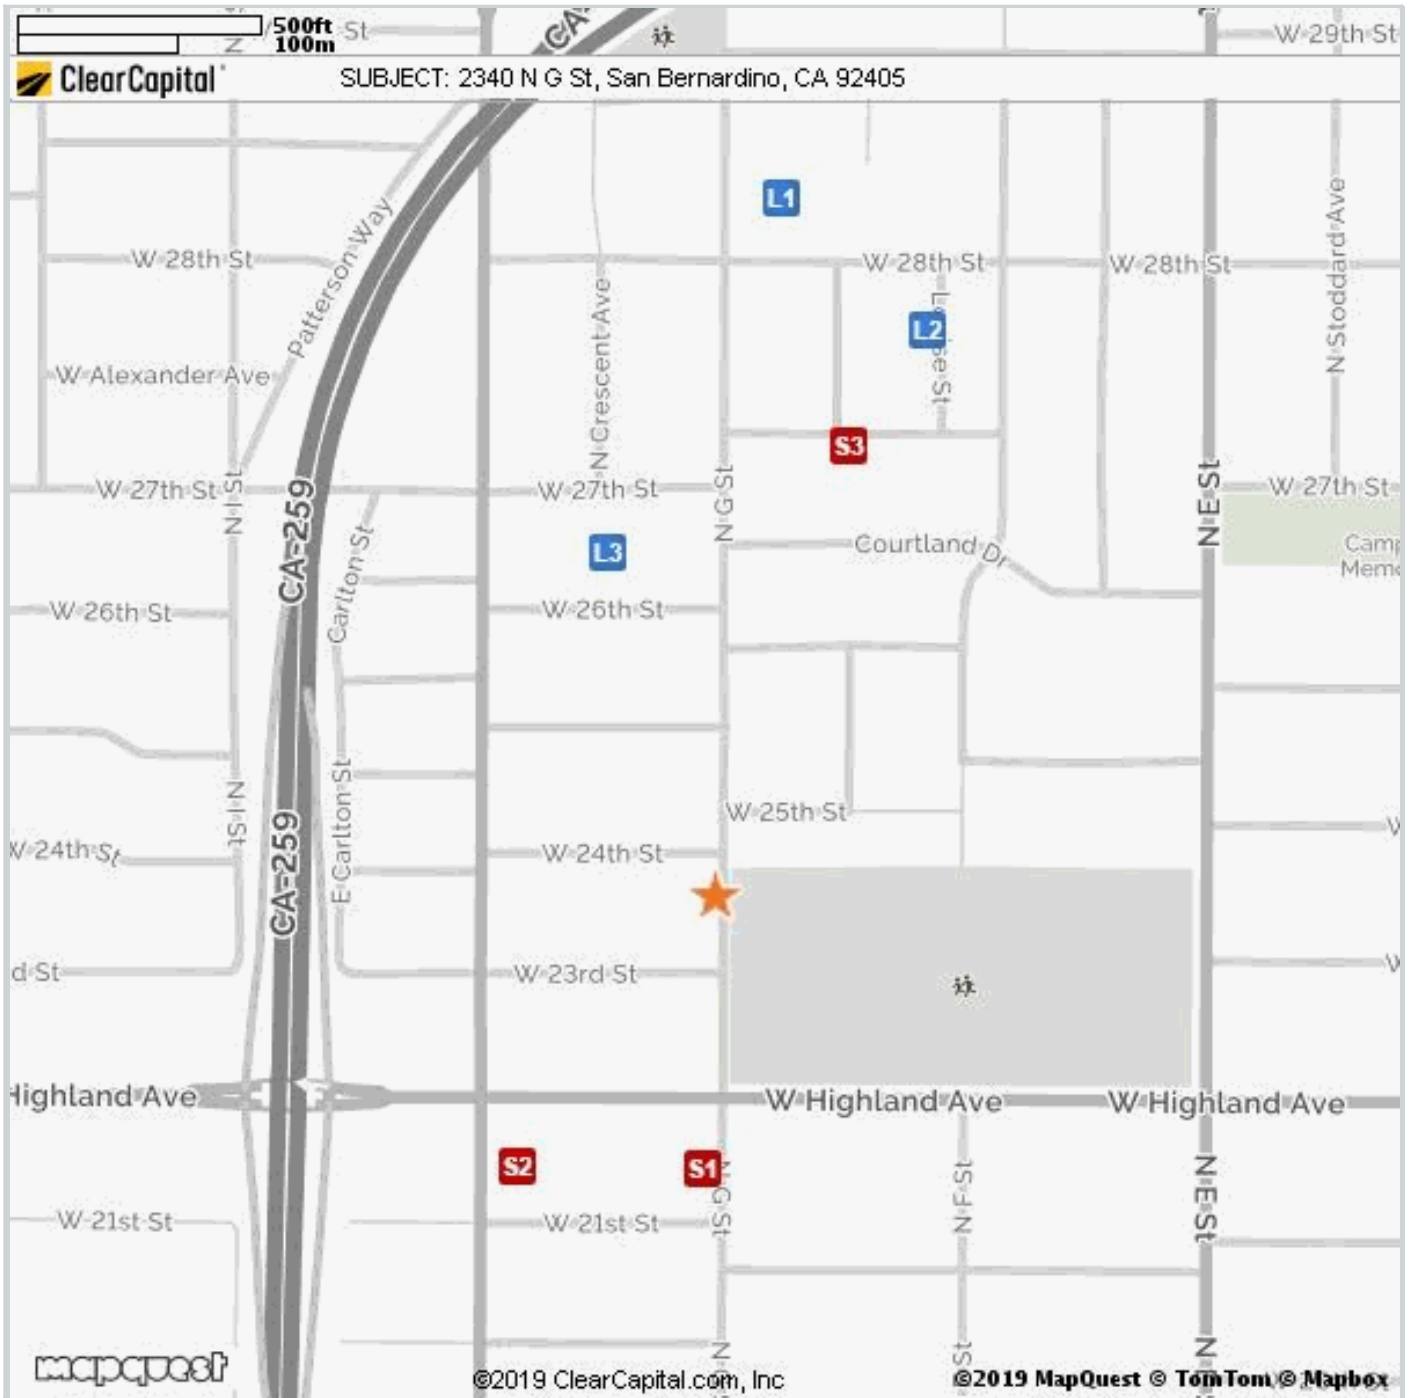 500ft
100m
St
N
CA-
W 29th St
ClearCapital
SUBJECT: 2340 N G St, San Bernardino, CA 92405
L1
Patterson Way
N Stoddard Ave
W 28th St
W 28th St
W 28th St
N Crescent Ave
L2
W Alexander Ave
S3
N I St
W 27th St
W 27th St
W 27th St
N G St
N E St
CA-259
Carlton St
L3
Courtland Dr
W 26th St
W 26th St
N I St
E Carlton St
CA-259
W 25th St
W 24th St
W 24th St
W 23rd St
d St
Highland Ave
W Highland Ave
W Highland Ave
S2
S1
N G St
N F St
N E St
W 21st St
W 21st St
N
St
N
mapquest
©2019 ClearCapital.com, Inc
©2019 MapQuest © TomTom © Mapbox